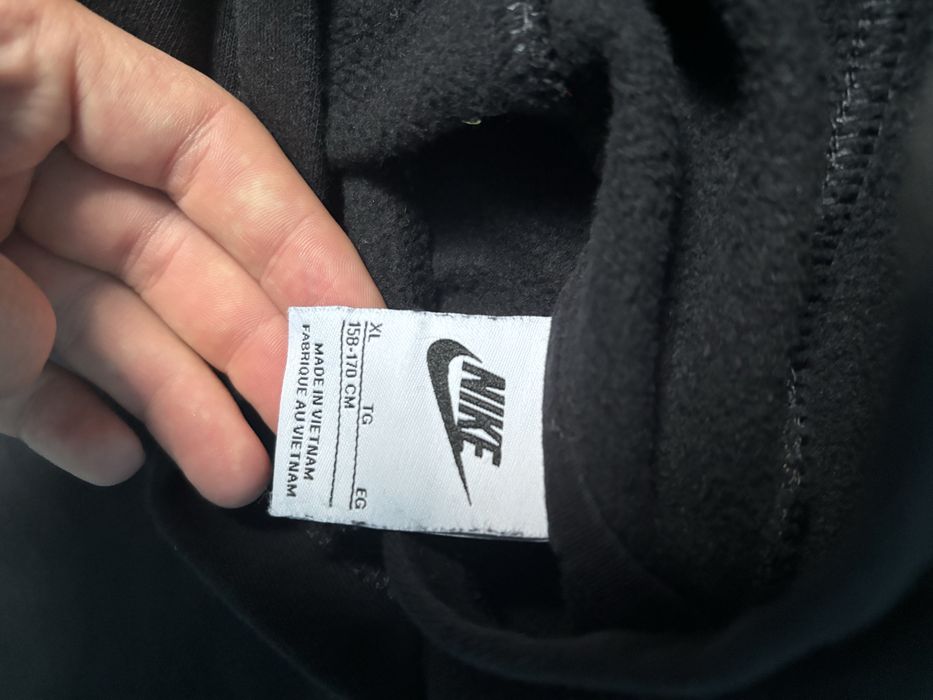 NIKE
XL TG EG
158-170 CM
MADE IN VIETNAM
FABRIQUE AU VIETNAM